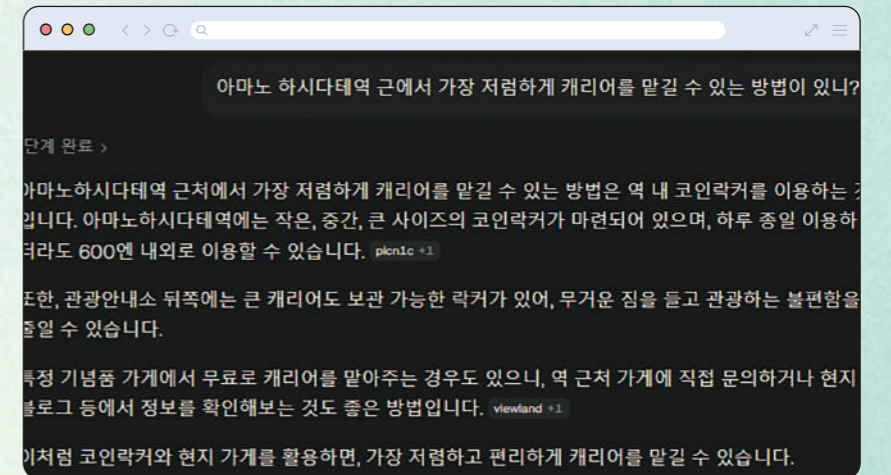 아마노 하시다테역 근에서 가장 저렴하게 캐리어를 맡길 수 있는 방법이 있니?
단계 완료 >
아마노하시다테역 근처에서 가장 저렴하게 캐리어를 맡길 수 있는 방법은 역 내 코인락커를 이용하는 것
입니다. 아마노하시다테역에는 작은, 중간, 큰 사이즈의 코인락커가 마련되어 있으며, 하루 종일 이용하
더라도 600엔 내외로 이용할 수 있습니다. picn1c +1
또한, 관광안내소 뒤쪽에는 큰 캐리어도 보관 가능한 락커가 있어, 무거운 짐을 들고 관광하는 불편함을
줄일 수 있습니다.
특정 기념품 가게에서 무료로 캐리어를 맡아주는 경우도 있으니, 역 근처 가게에 직접 문의하거나 현지
블로그 등에서 정보를 확인해보는 것도 좋은 방법입니다. viewland +1
이처럼 코인락커와 현지 가게를 활용하면, 가장 저렴하고 편리하게 캐리어를 맡길 수 있습니다.